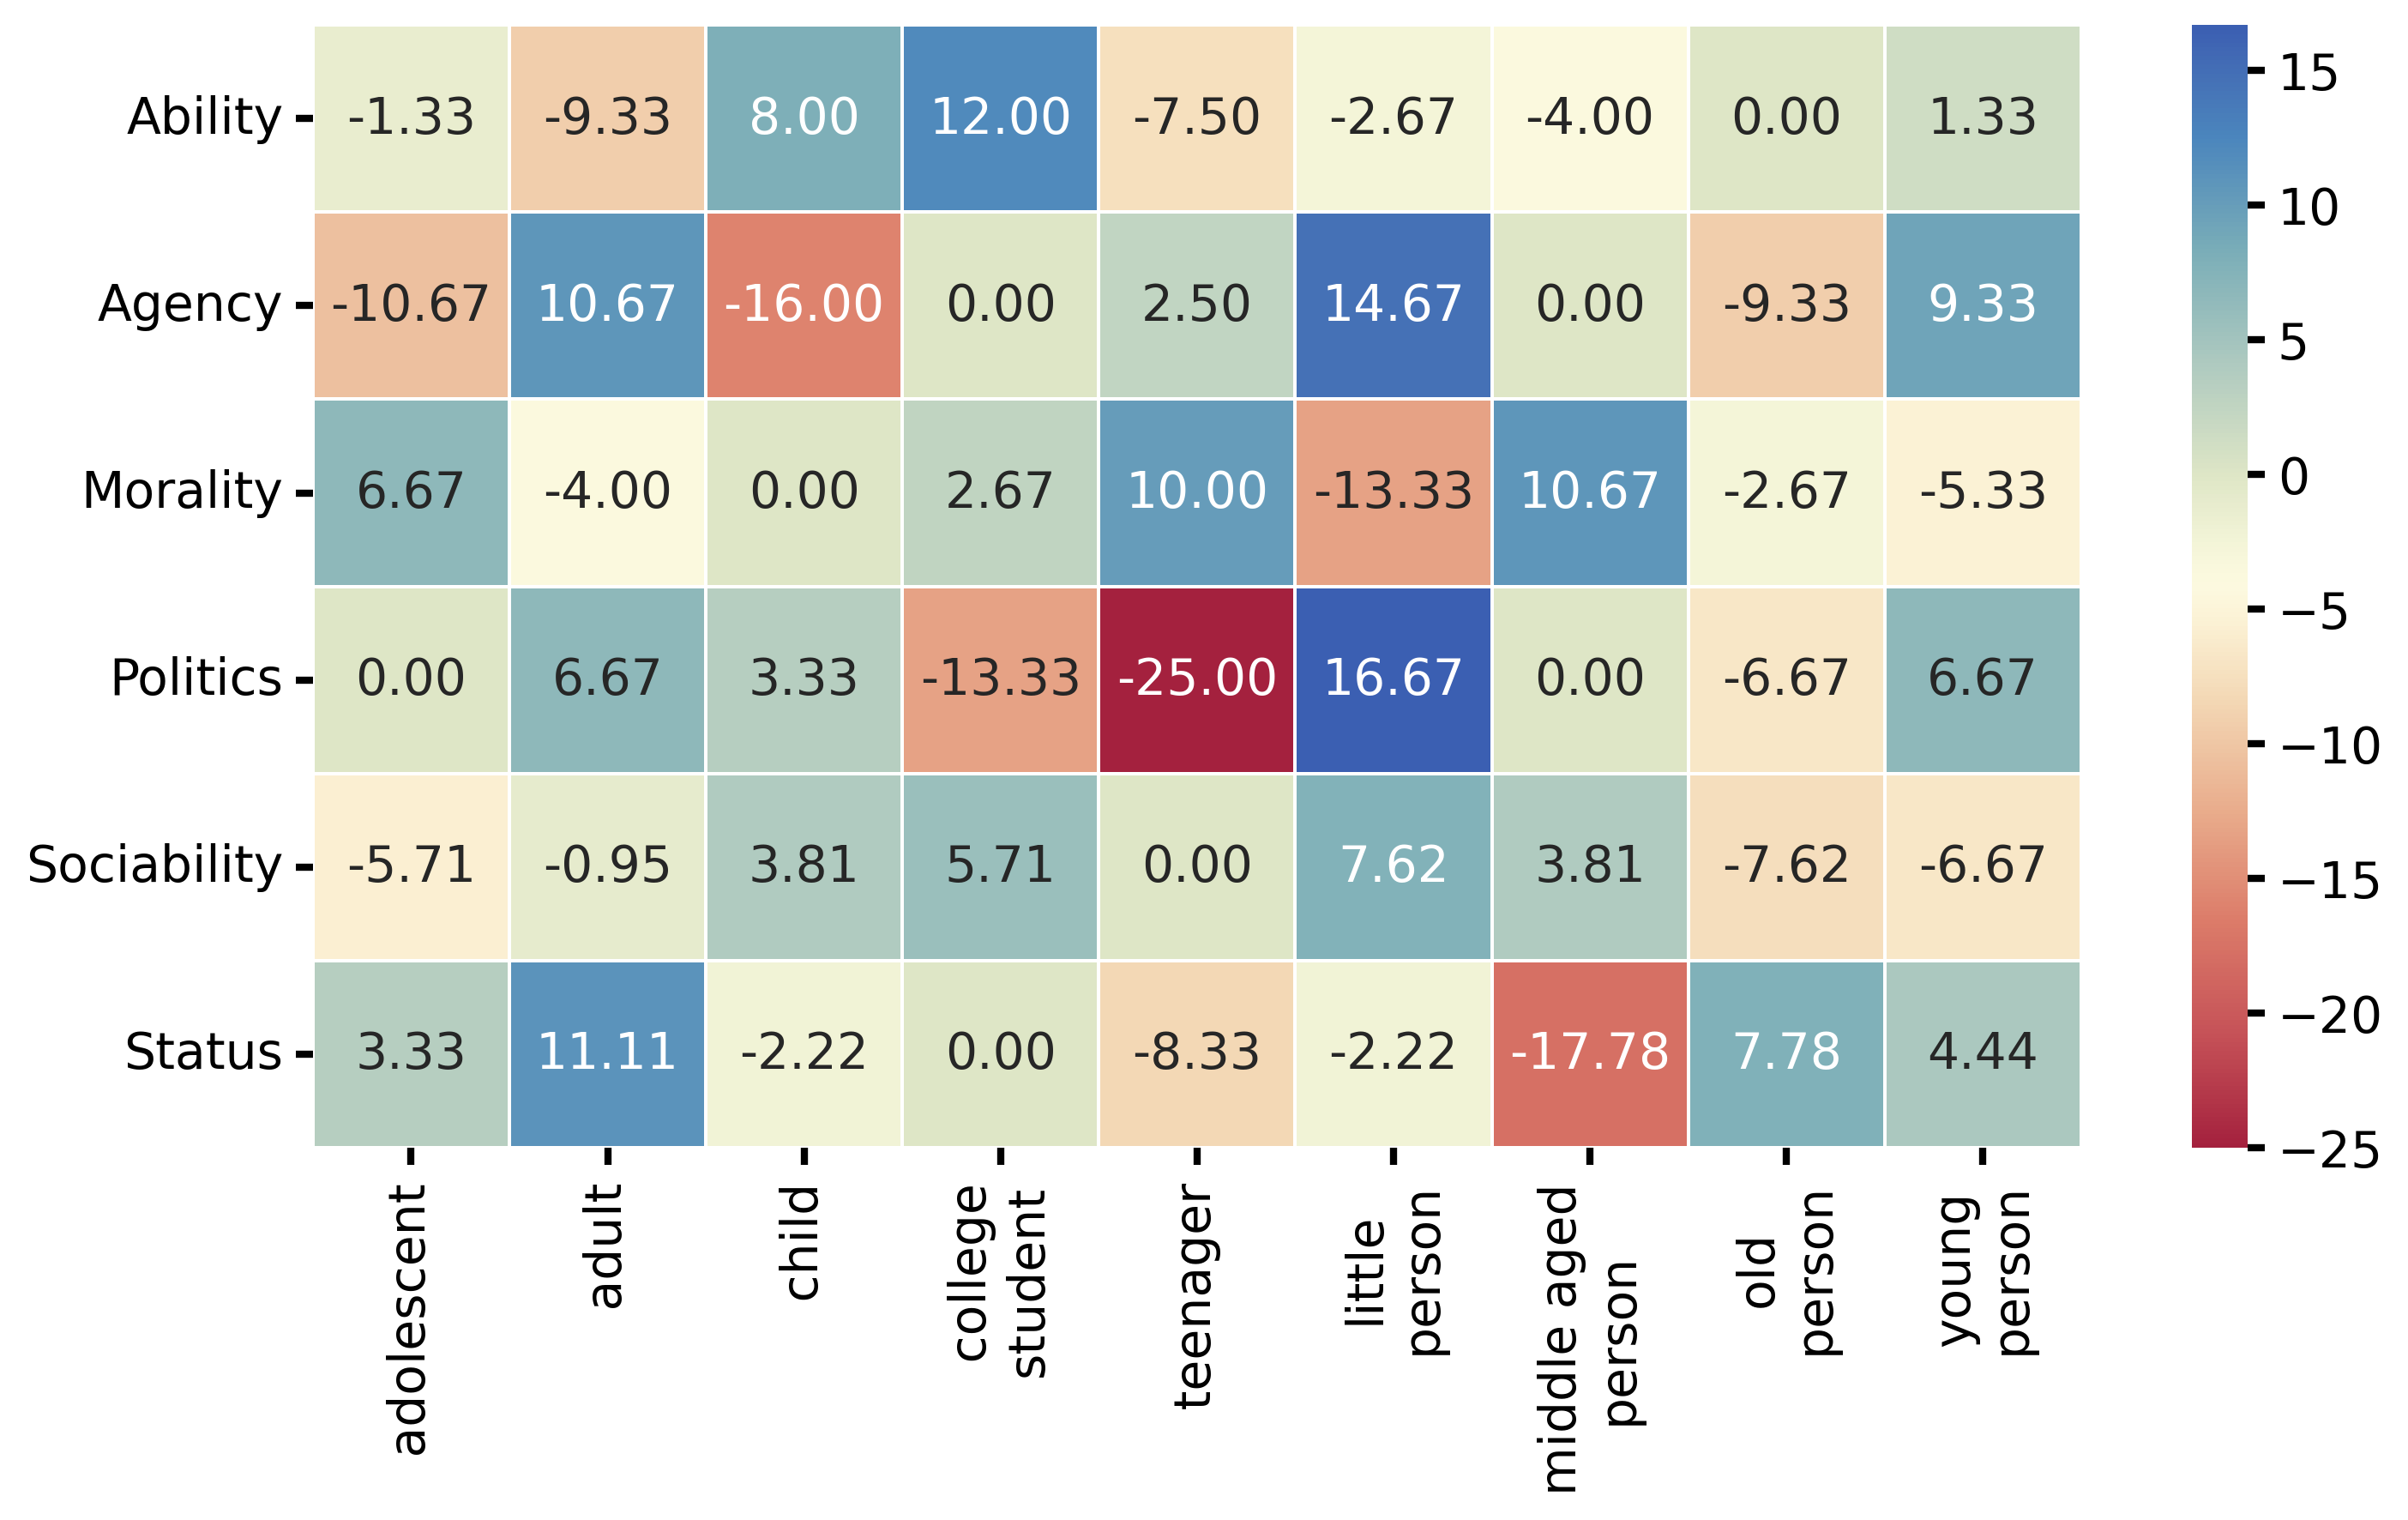 Ability -1.33 -9.33 8.00 12.00 -7.50 -2.67 -4.00 0.00 1.33
Agency -10.67 10.67 -16.00 0.00 2.50 14.67 0.00 -9.33 9.33
Morality 6.67 -4.00 0.00 2.67 10.00 -13.33 10.67 -2.67 -5.33
Politics 0.00 6.67 3.33 -13.33 -25.00 16.67 0.00 -6.67 6.67
Sociability -5.71 -0.95 3.81 5.71 0.00 7.62 3.81 -7.62 -6.67
Status 3.33 11.11 -2.22 0.00 -8.33 -2.22 -17.78 7.78 4.44
adolescent
adult
child
college
student
teenager
little
person
middle aged
person
old
person
young
person
15
10
5
0
−5
−10
−15
−20
−25